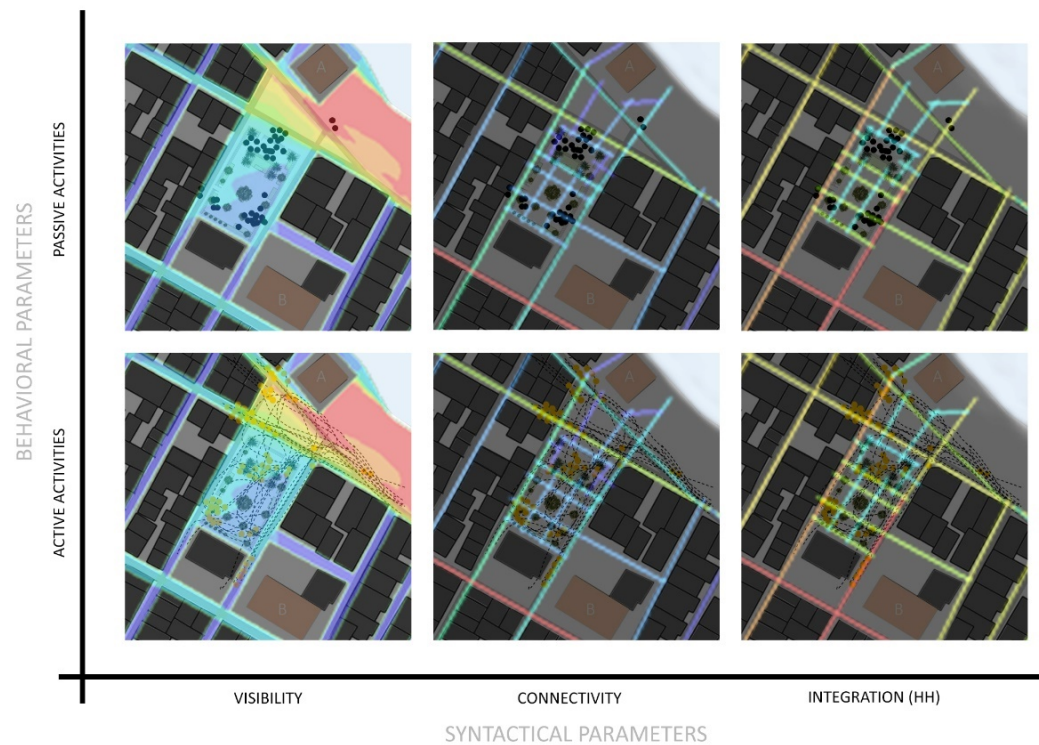 BEHAVIORAL PARAMETERS
PASSIVE ACTIVITIES
A
B
A
B
A
B
ACTIVE ACTIVITIES
A
B
A
B
A
B
VISIBILITY
CONNECTIVITY
INTEGRATION (HH)
SYNTACTICAL PARAMETERS